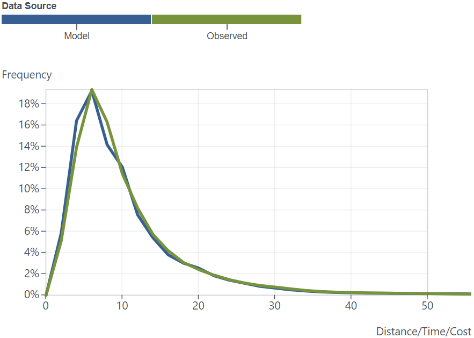 Data Source
Model Observed
Frequency
18%
16%
14%
12%
10%
8%
6%
4%
2%
0%
0 10 20 30 40 50
Distance/Time/Cost